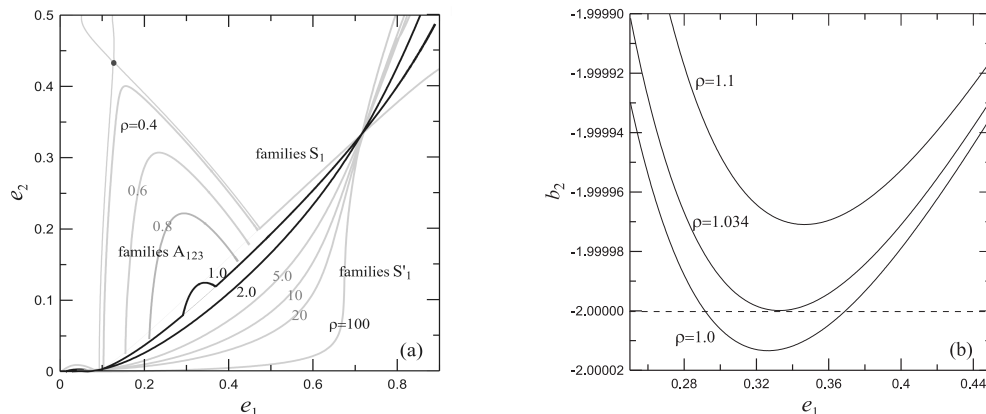 0.5
0.4
0.3
0.2
0.1
0
e2
0
0.2
0.4
0.6
0.8
e1
ρ=0.4
0.6
0.8
families A123
1.0
2.0
5.0
10
20
ρ=100
families S1
families S'1
(a)
-1.99990
-1.99992
-1.99994
-1.99996
-1.99998
-2.00000
-2.00002
b2
0.28
0.32
0.36
0.4
0.44
e1
ρ=1.1
ρ=1.034
ρ=1.0
(b)